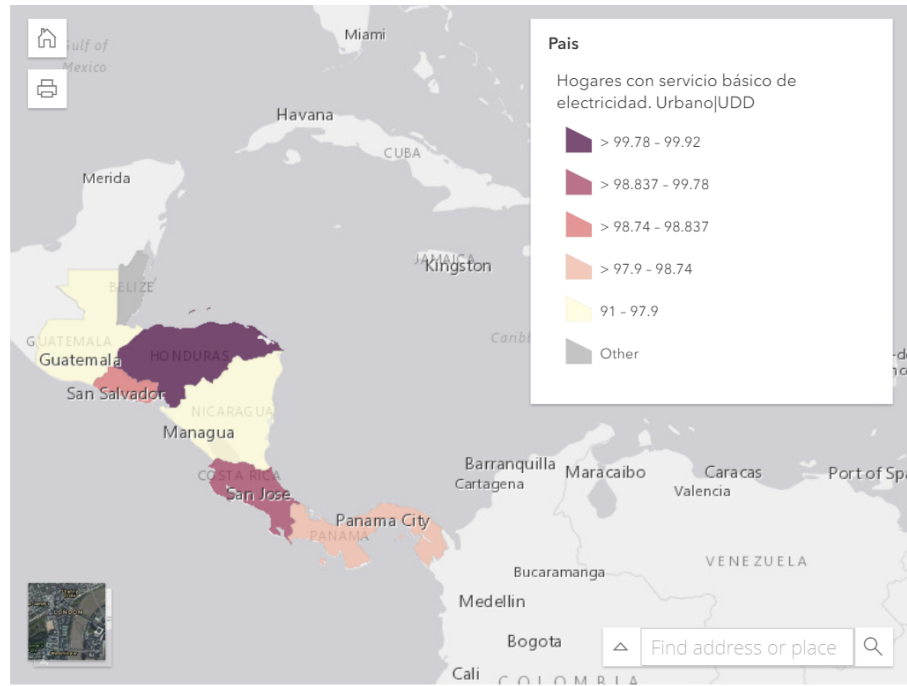 Miami
Gulf of
Mexico
Havana
CUBA
Merida
JAMAICA
Kingston
BELIZE
GUATEMALA
Guatemala
HONDURAS
San Salvador
NICARAGUA
Managua
COSTA RICA
San Jose
Panama City
PANAMA
Barranquilla
Cartagena
Maracaibo
Caracas
Valencia
Port of Spa
VENEZUELA
Bucaramanga
Medellin
Bogota
Cali
COLOMBIA
Pais
Hogares con servicio básico de
electricidad. Urbano|UDD
> 99.78 - 99.92
> 98.837 - 99.78
> 98.74 - 98.837
> 97.9 - 98.74
91 - 97.9
Other
Caribb
LONDON
Find address or place